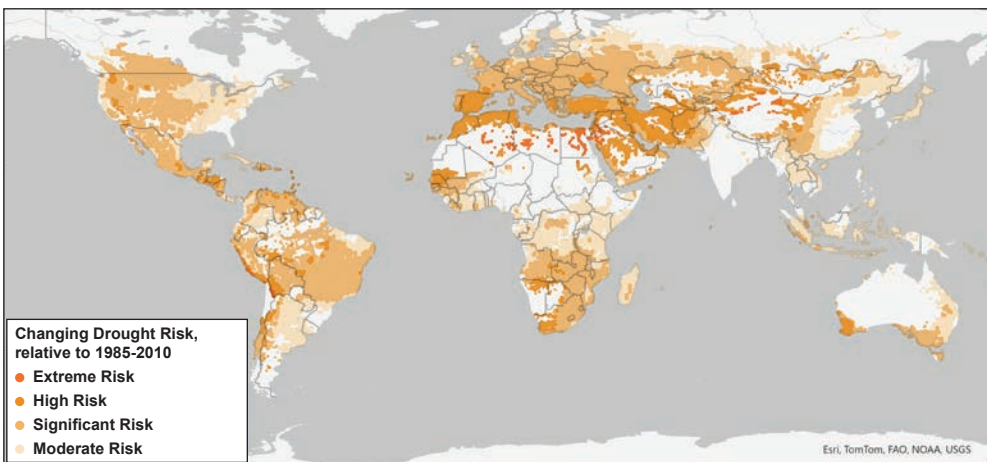 Changing Drought Risk,
relative to 1985-2010
Extreme Risk
High Risk
Significant Risk
Moderate Risk
Esri, TomTom, FAO, NOAA, USGS